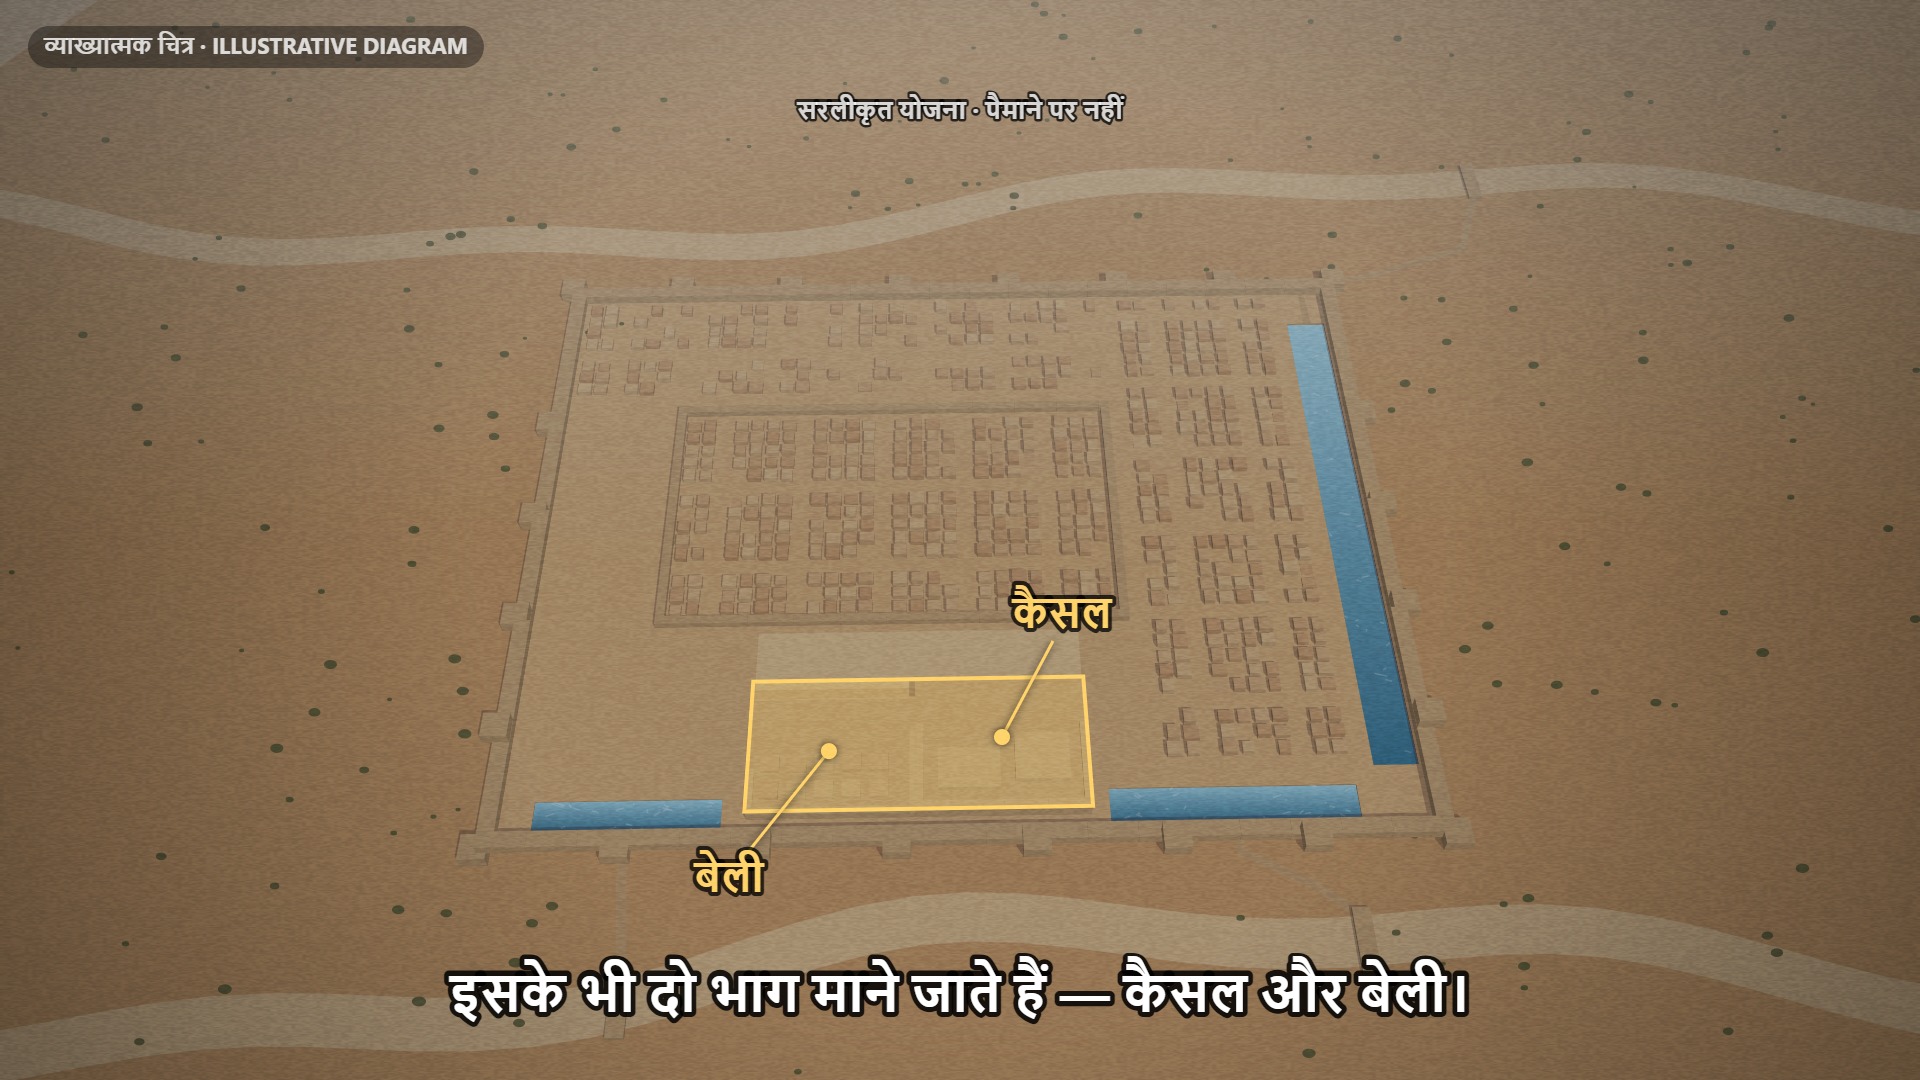 व्याख्यात्मक चित्र · ILLUSTRATIVE DIAGRAM
सरलीकृत योजना · पैमाने पर नहीं
कैसल
बेली
इसके भी दो भाग माने जाते हैं — कैसल और बेली।